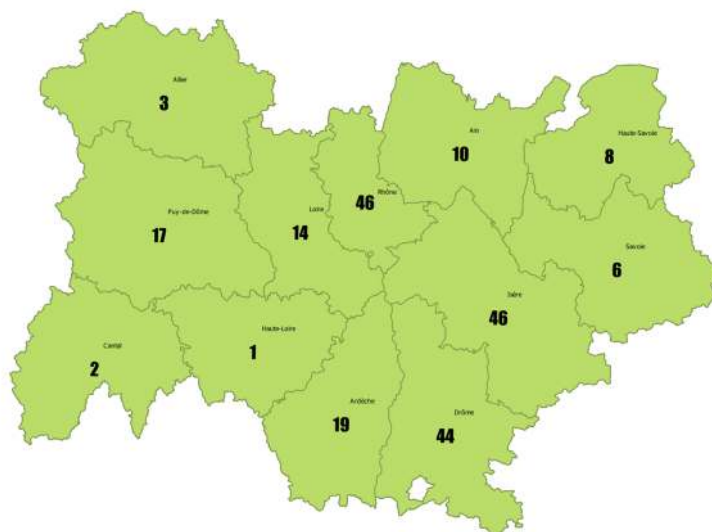 Allier
3
Ain
10
Haute-Savoie
8
Rhône
46
Puy-de-Dôme
17
Loire
14
Savoie
6
Isère
46
Haute-Loire
1
Cantal
2
Ardèche
19
Drôme
44